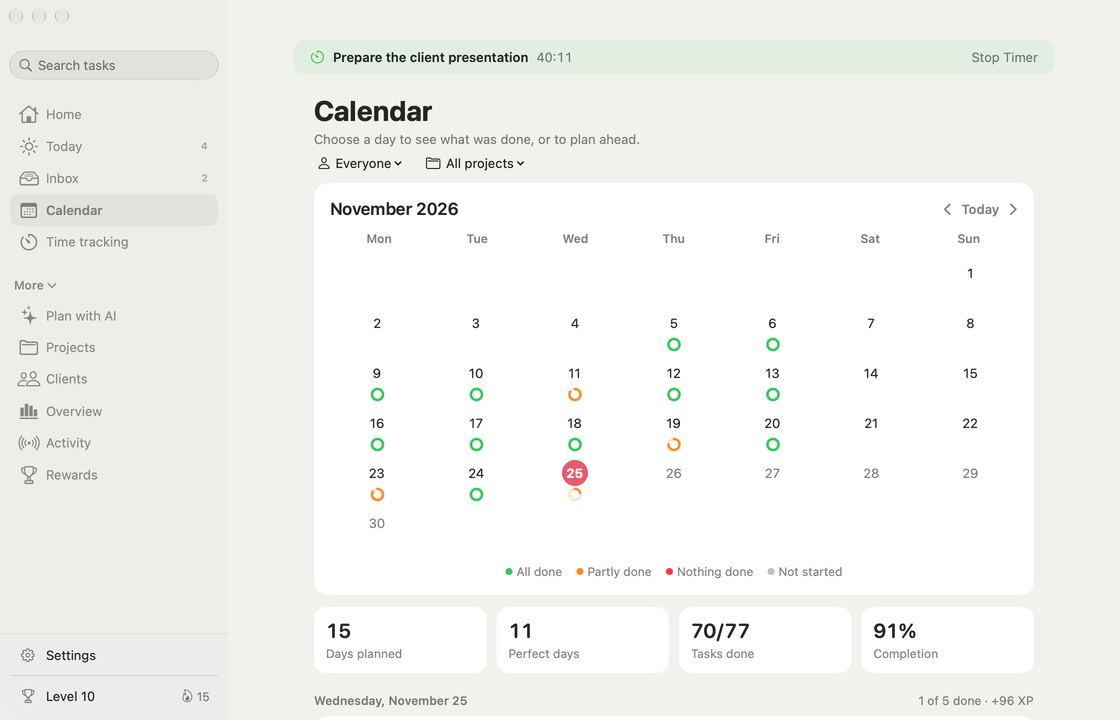 Prepare the client presentation 40:11 Stop Timer
Search tasks
Home
Today 4
Inbox 2
Calendar
Time tracking
More
Plan with AI
Projects
Clients
Overview
Activity
Rewards
Settings
Level 10 15
Calendar
Choose a day to see what was done, or to plan ahead.
Everyone All projects
November 2026 Today
Mon Tue Wed Thu Fri Sat Sun
1
2 3 4 5 6 7 8
9 10 11 12 13 14 15
16 17 18 19 20 21 22
23 24 25 26 27 28 29
30
All done Partly done Nothing done Not started
15 11 70/77 91%
Days planned Perfect days Tasks done Completion
Wednesday, November 25 1 of 5 done · +96 XP